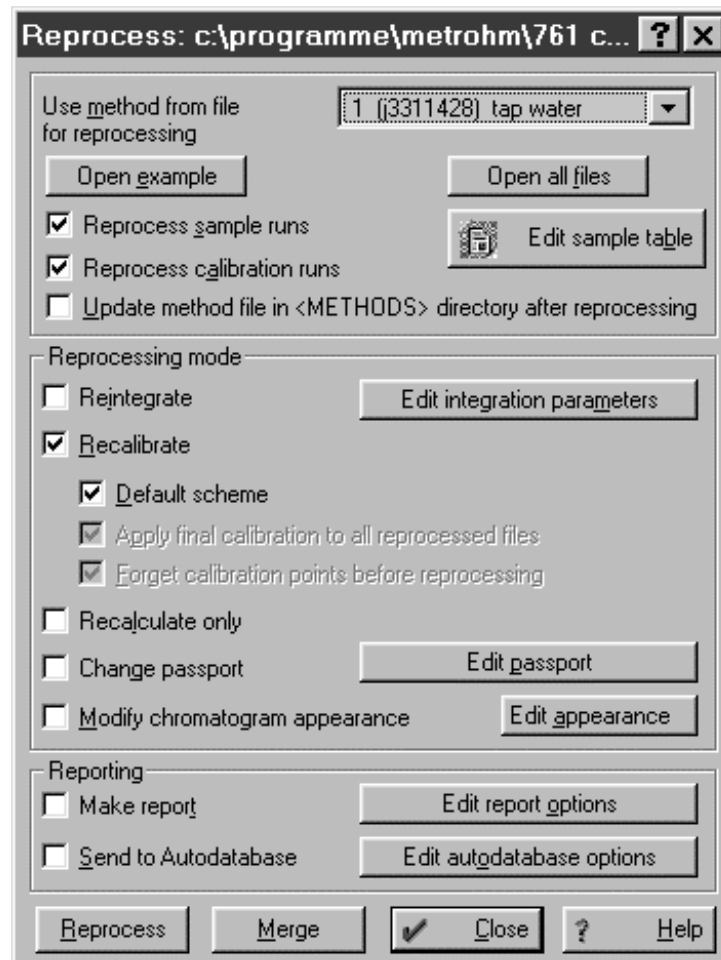 Reprocess: c:\programme\metrohm\761 c... ? ×
Use method from file
for reprocessing
1 (j3311428) tap water
Open example
Open all files
Reprocess sample runs
Edit sample table
Reprocess calibration runs
Update method file in <METHODS> directory after reprocessing
Reprocessing mode
Reintegrate
Edit integration parameters
Recalibrate
Default scheme
Apply final calibration to all reprocessed files
Forget calibration points before reprocessing
Recalculate only
Change passport
Edit passport
Modify chromatogram appearance
Edit appearance
Reporting
Make report
Edit report options
Send to Autodatabase
Edit autodatabase options
Reprocess
Merge
Close
? Help